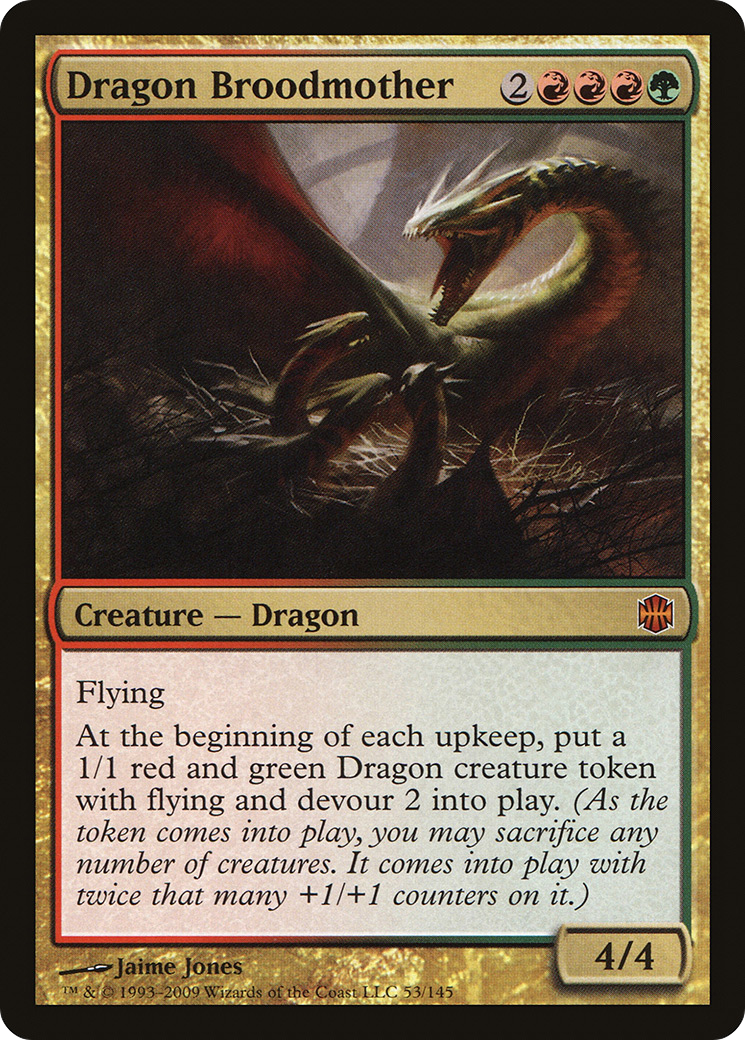 Dragon Broodmother 2
Creature — Dragon
Flying
At the beginning of each upkeep, put a
1/1 red and green Dragon creature token
with flying and devour 2 into play. (As the
token comes into play, you may sacrifice any
number of creatures. It comes into play with
twice that many +1/+1 counters on it.)
4/4
Jaime Jones
™ & © 1993–2009 Wizards of the Coast LLC 53/145